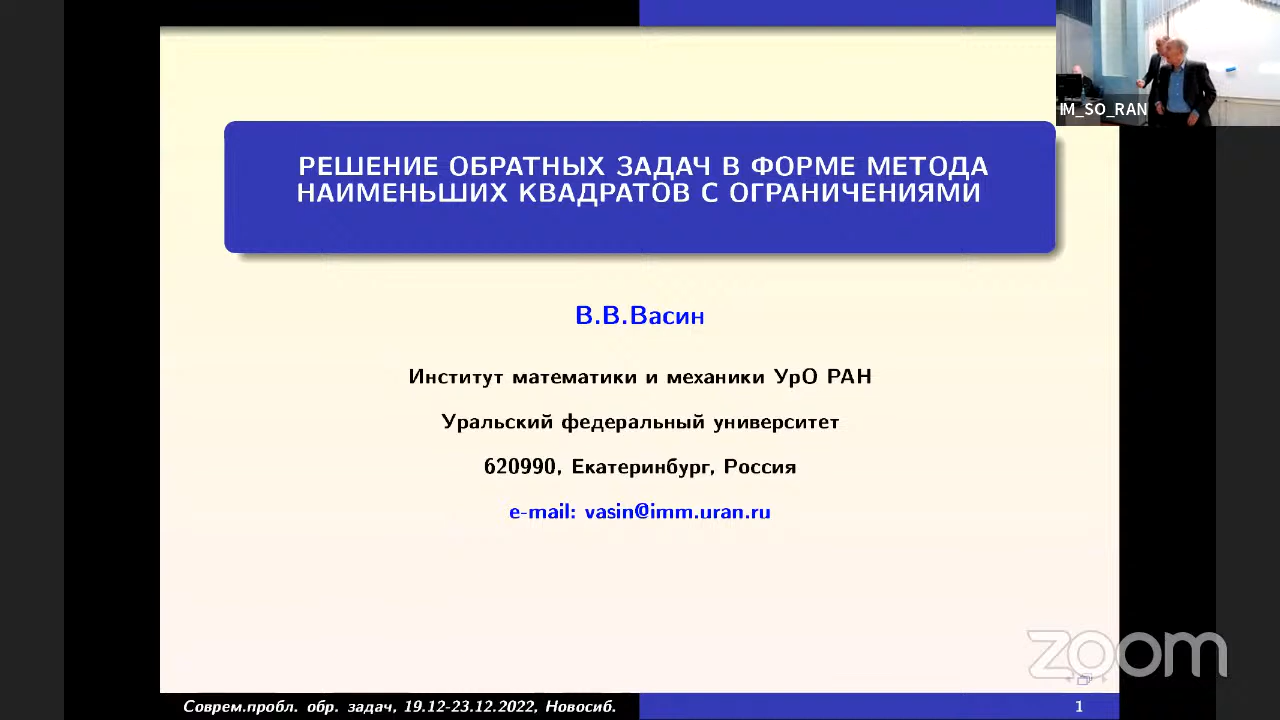 IM_SO_RAN
РЕШЕНИЕ ОБРАТНЫХ ЗАДАЧ В ФОРМЕ МЕТОДА
НАИМЕНЬШИХ КВАДРАТОВ С ОГРАНИЧЕНИЯМИ
В.В.Васин
Институт математики и механики УрО РАН
Уральский федеральный университет
620990, Екатеринбург, Россия
e-mail: vasin@imm.uran.ru
zoom
Соврем.пробл. обр. задач, 19.12-23.12.2022, Новосиб. 1